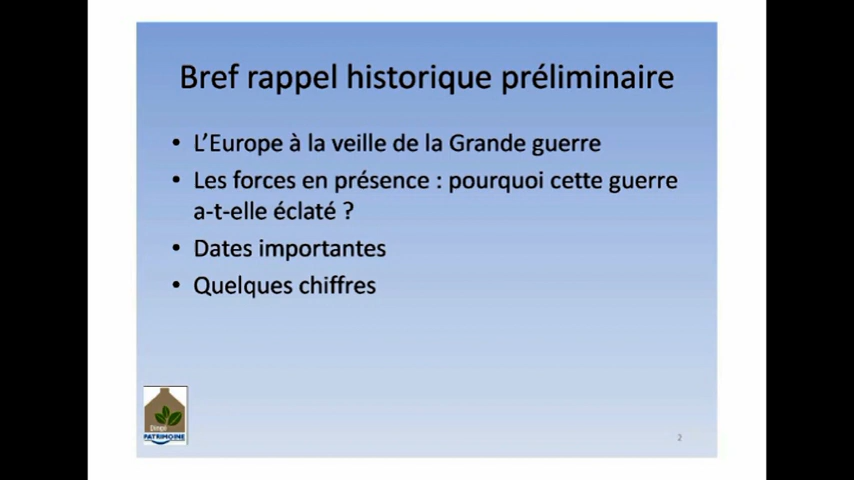 Bref rappel historique préliminaire
• L'Europe à la veille de la Grande guerre
• Les forces en présence : pourquoi cette guerre
a-t-elle éclaté ?
• Dates importantes
• Quelques chiffres
PATRIMOINE
2